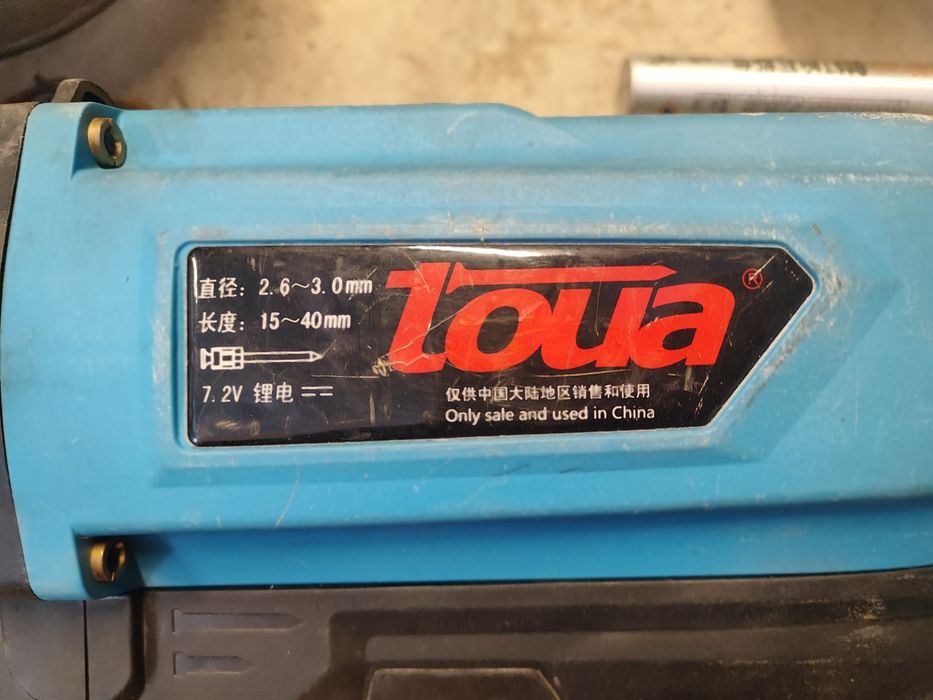 直径：2.6～3.0mm
长度：15～40mm
7.2V 锂电
toua®
仅供中国大陆地区销售和使用
Only sale and used in China